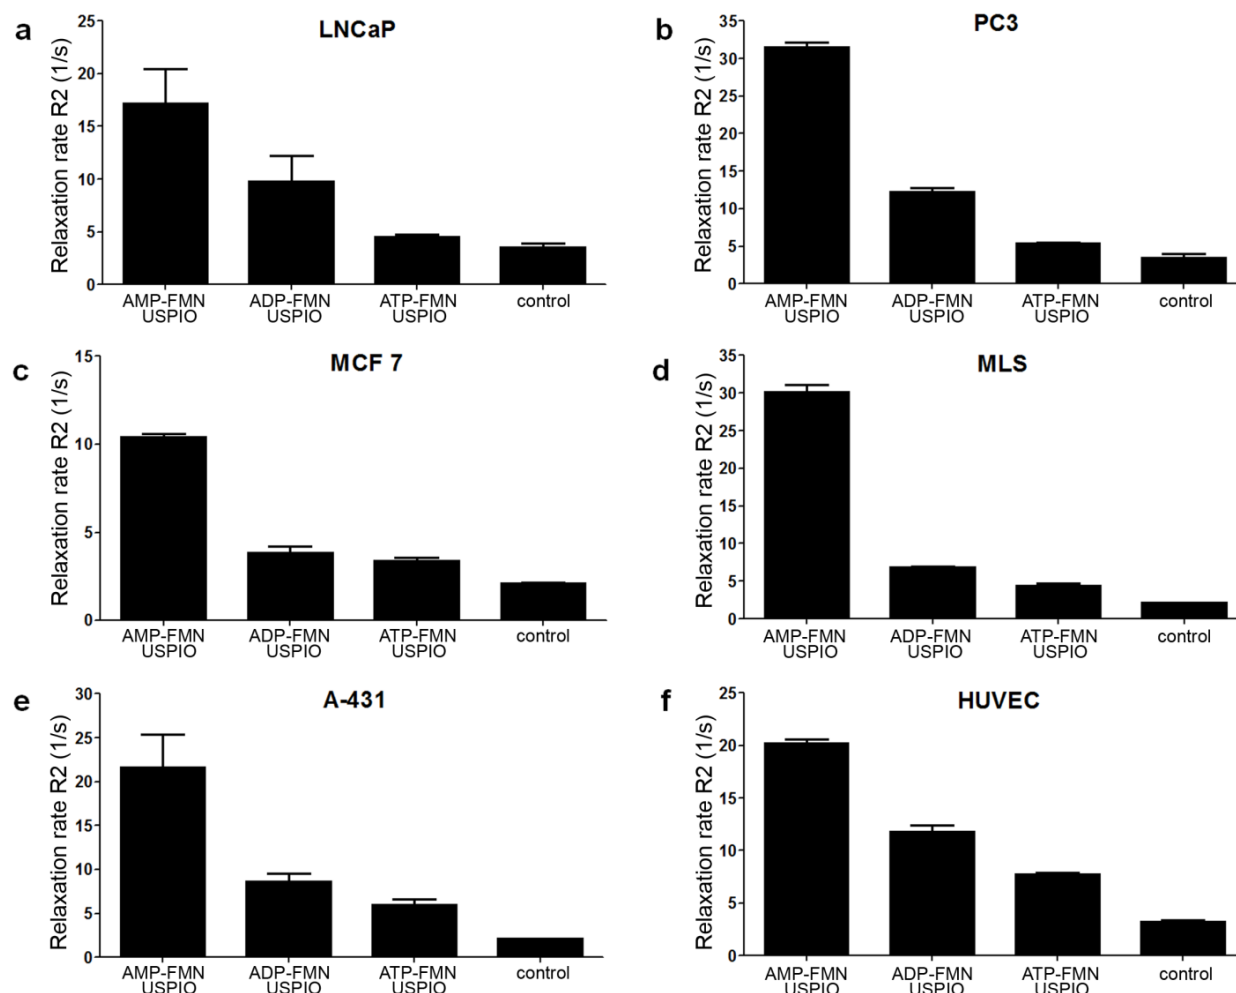 a
LNCaP
Relaxation rate R2 (1/s)
25
20
15
10
5
0
AMP-FMN
USPIO
ADP-FMN
USPIO
ATP-FMN
USPIO
control
b
PC3
Relaxation rate R2 (1/s)
35
30
25
20
15
10
5
0
AMP-FMN
USPIO
ADP-FMN
USPIO
ATP-FMN
USPIO
control
c
MCF 7
Relaxation rate R2 (1/s)
15
10
5
0
AMP-FMN
USPIO
ADP-FMN
USPIO
ATP-FMN
USPIO
control
d
MLS
Relaxation rate R2 (1/s)
35
30
25
20
15
10
5
0
AMP-FMN
USPIO
ADP-FMN
USPIO
ATP-FMN
USPIO
control
e
A-431
Relaxation rate R2 (1/s)
30
25
20
15
10
5
0
AMP-FMN
USPIO
ADP-FMN
USPIO
ATP-FMN
USPIO
control
f
HUVEC
Relaxation rate R2 (1/s)
25
20
15
10
5
0
AMP-FMN
USPIO
ADP-FMN
USPIO
ATP-FMN
USPIO
control